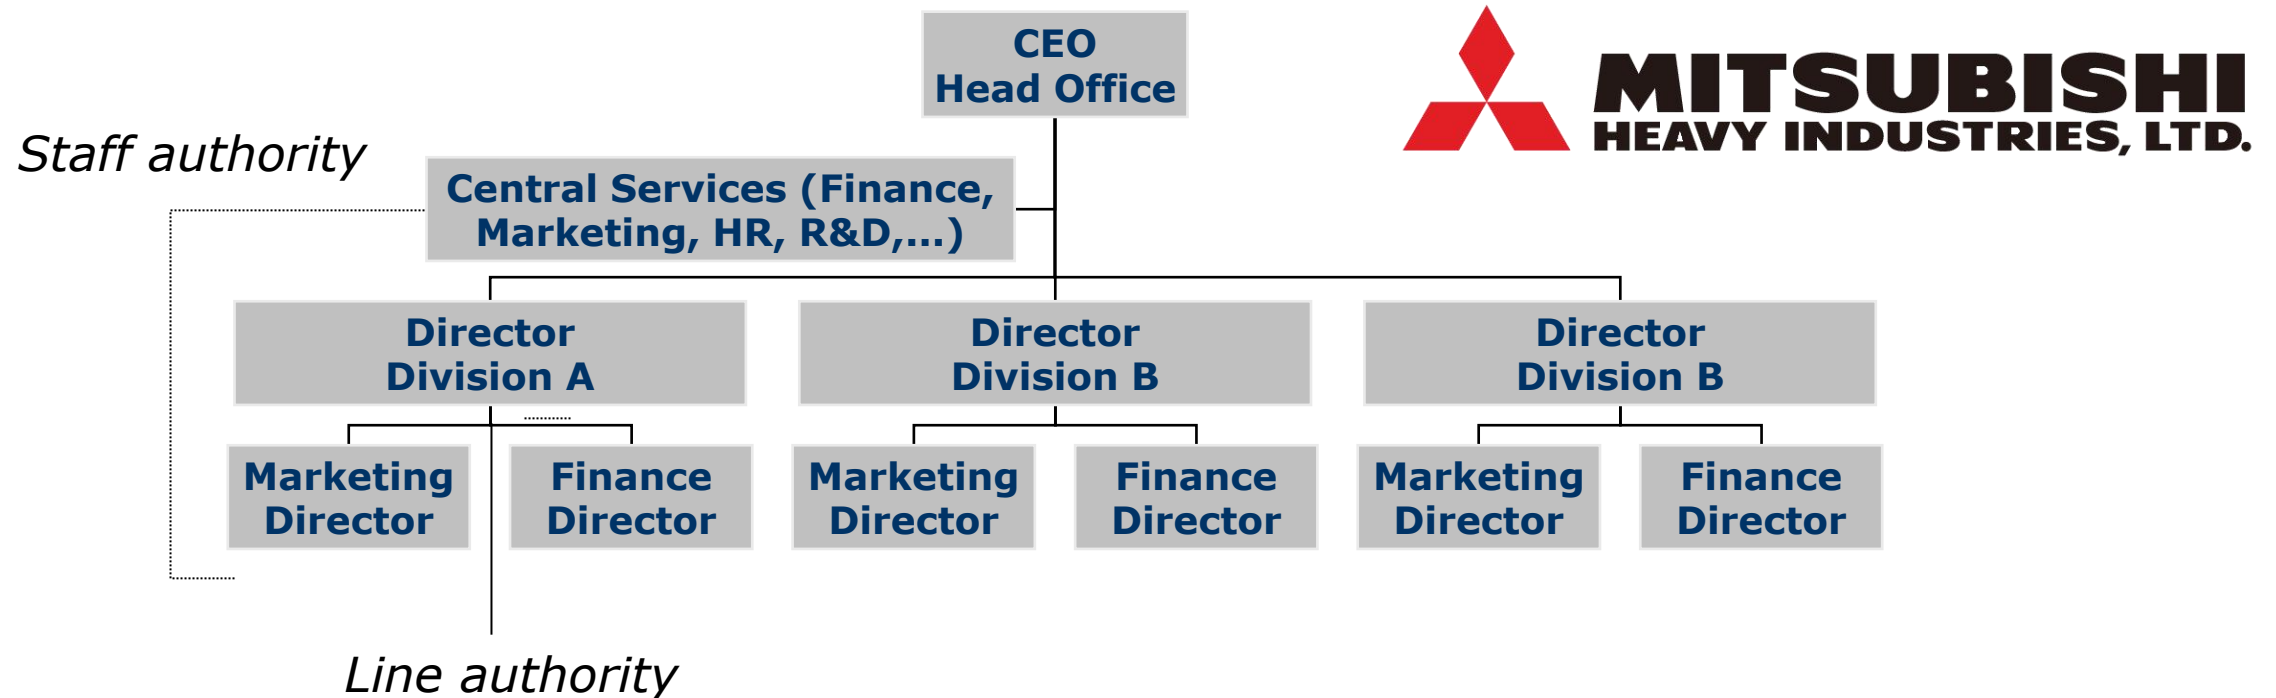 CEO
Head Office
MITSUBISHI
HEAVY INDUSTRIES, LTD.
Staff authority
Central Services (Finance,
Marketing, HR, R&D,...)
Director
Division A
Director
Division B
Director
Division B
Marketing
Director
Finance
Director
Marketing
Director
Finance
Director
Marketing
Director
Finance
Director
Line authority